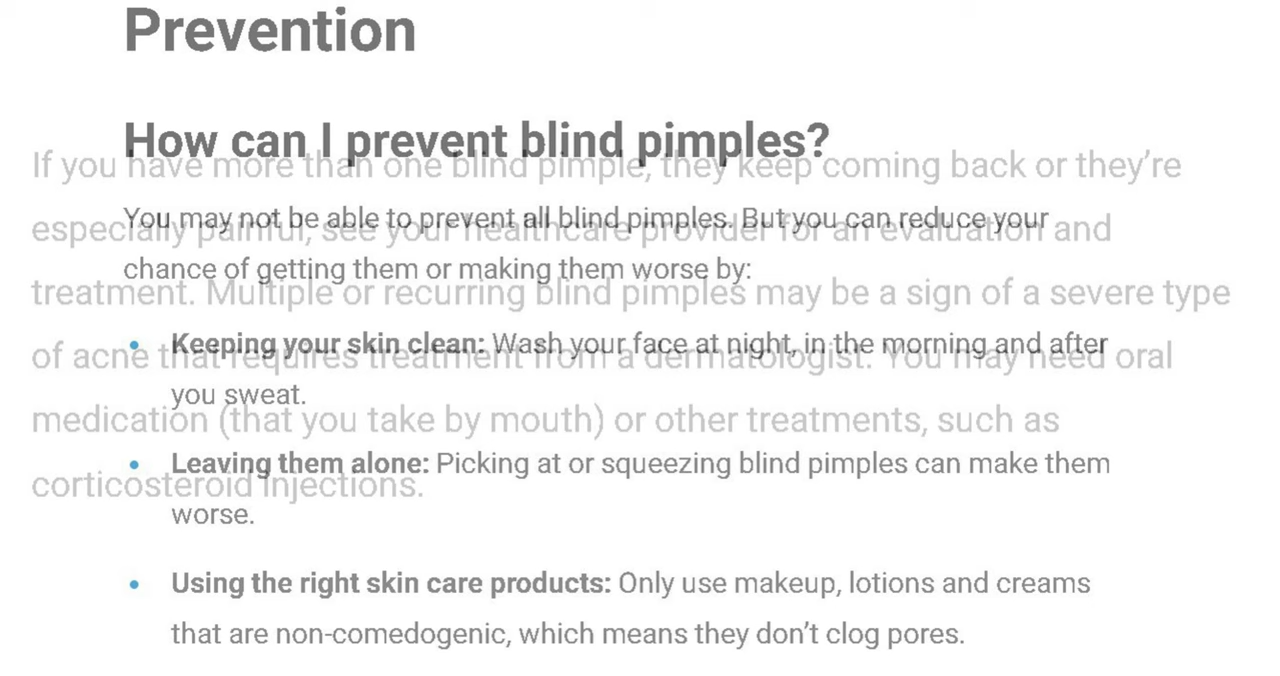 Prevention
How can I prevent blind pimples?
You may not be able to prevent all blind pimples. But you can reduce your
chance of getting them or making them worse by:
• Keeping your skin clean: Wash your face at night, in the morning and after
you sweat.
• Leaving them alone: Picking at or squeezing blind pimples can make them
worse.
• Using the right skin care products: Only use makeup, lotions and creams
that are non-comedogenic, which means they don’t clog pores.
If you have more than one blind pimple, they keep coming back or they’re
especially painful, see your healthcare provider for an evaluation and
treatment. Multiple or recurring blind pimples may be a sign of a severe type
of acne that requires treatment from a dermatologist. You may need oral
medication (that you take by mouth) or other treatments, such as
corticosteroid injections.